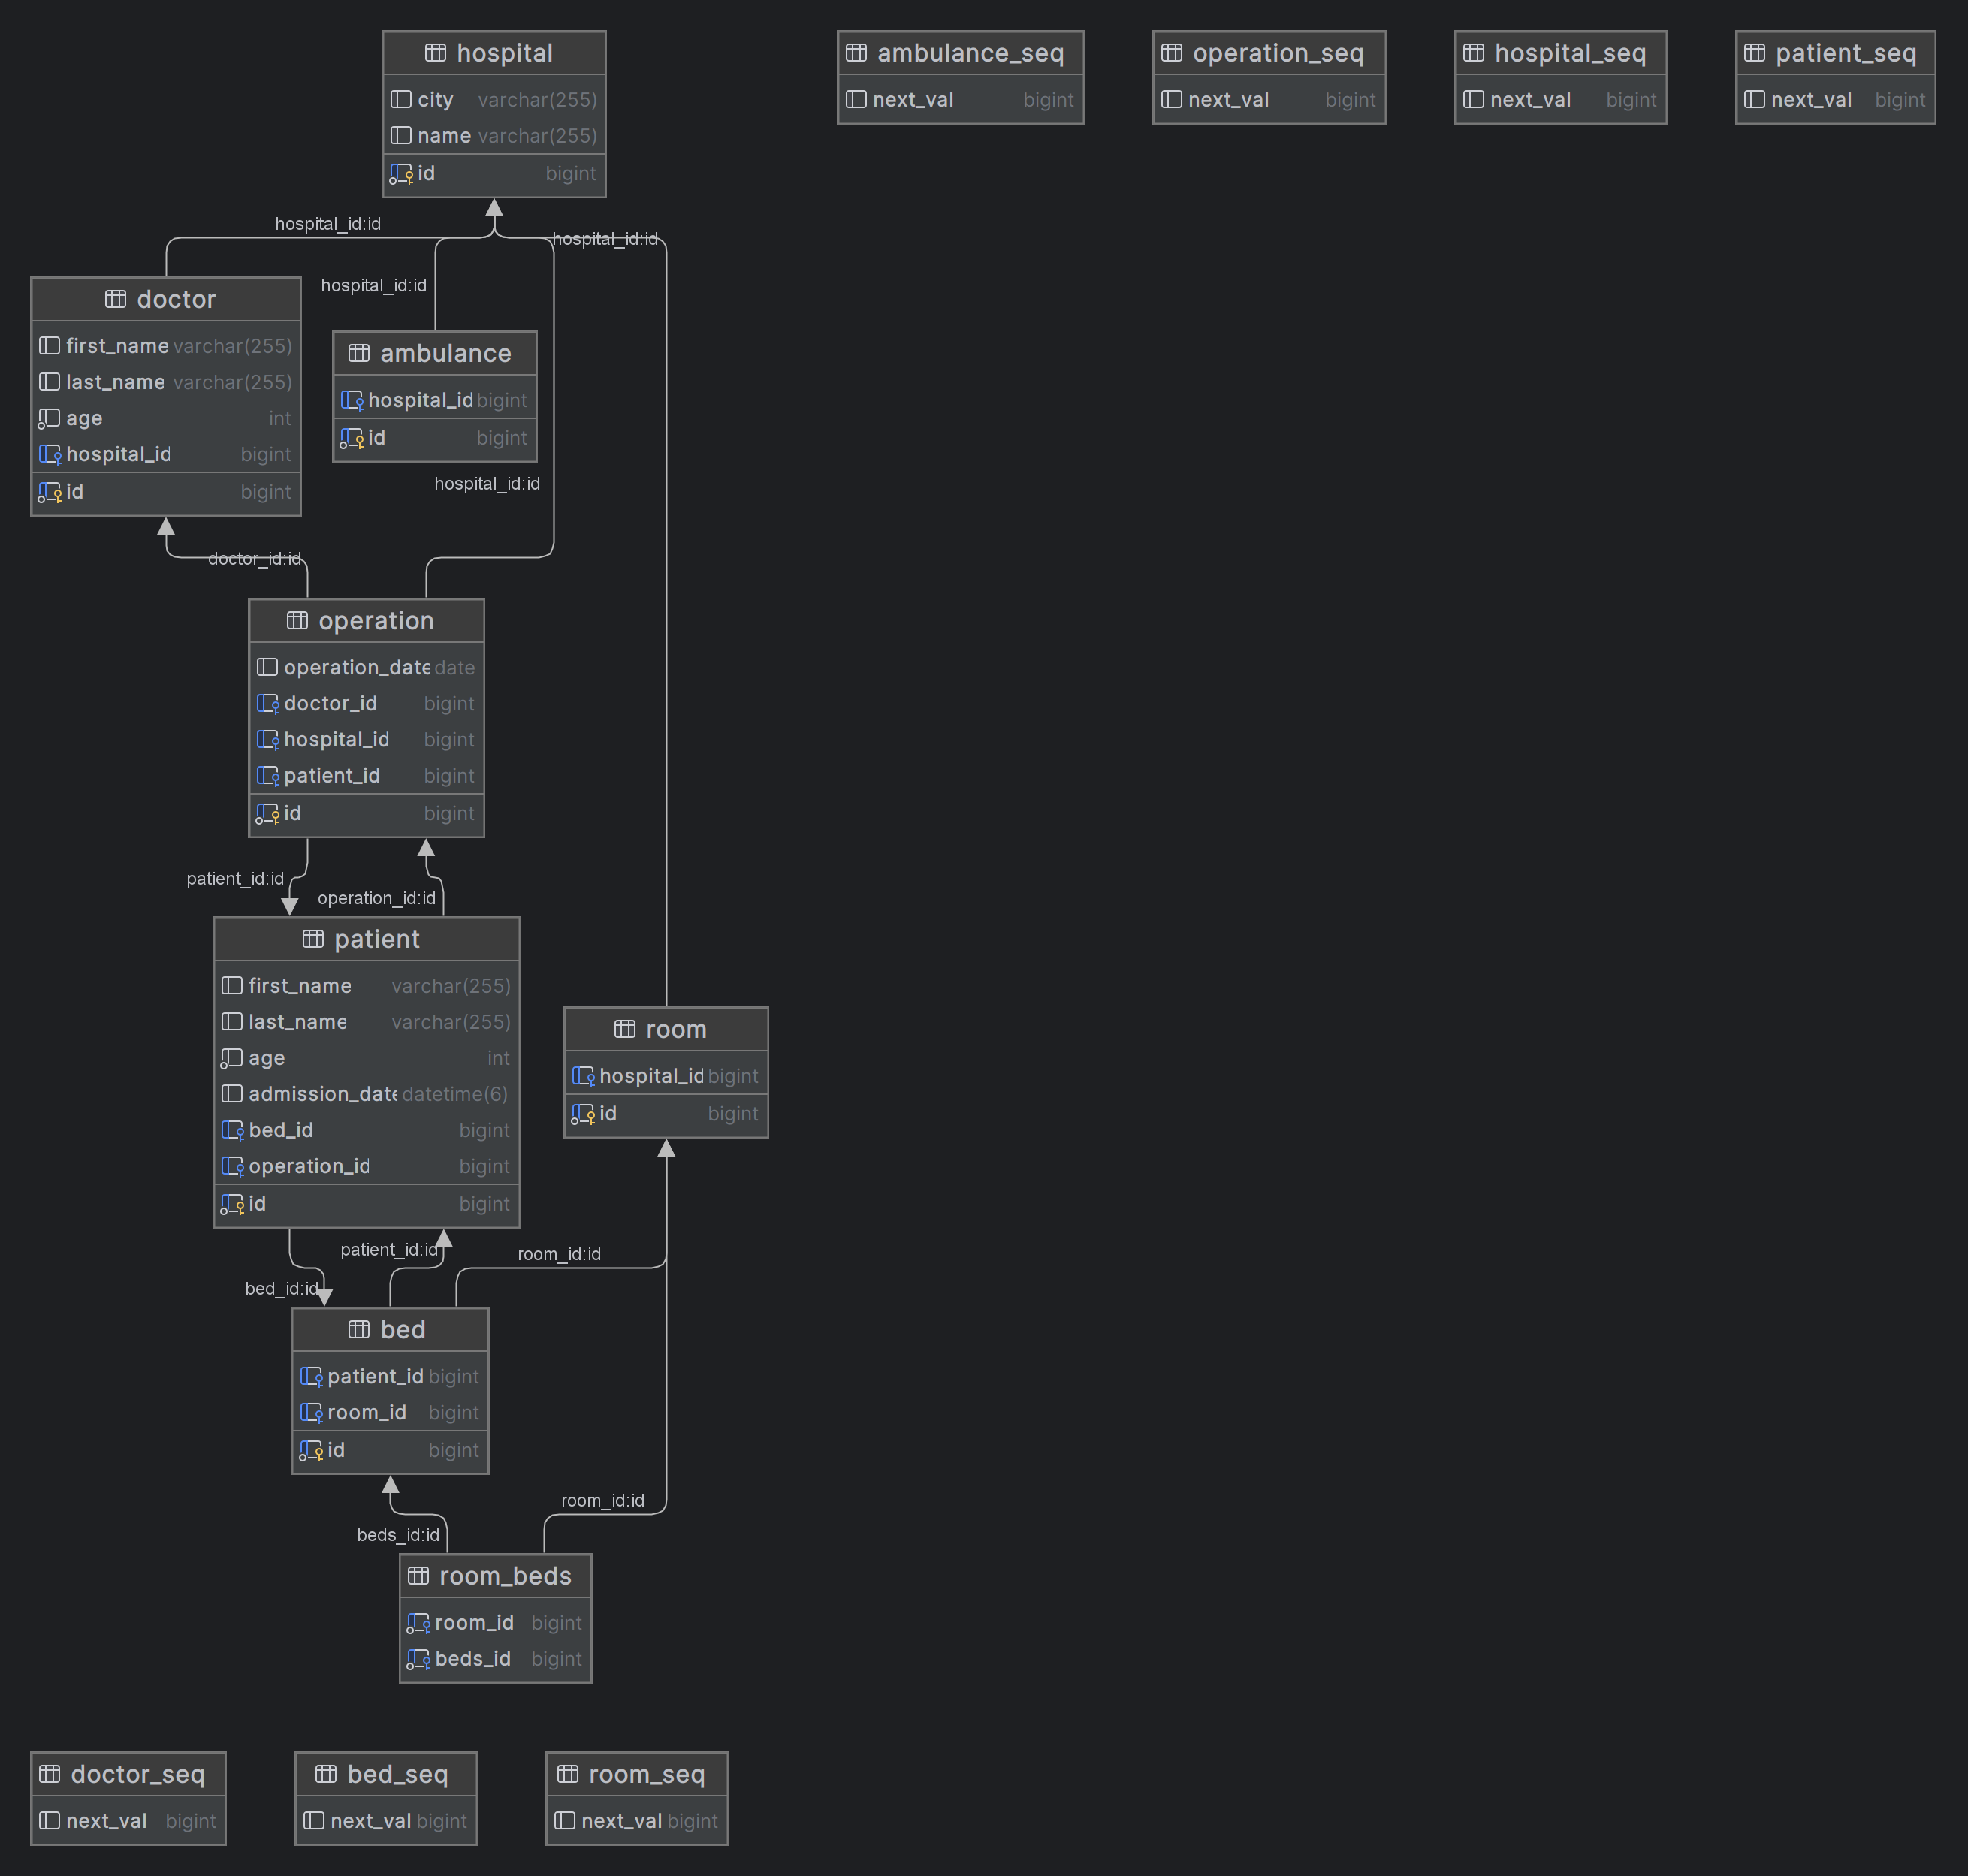 hospital
city varchar(255)
name varchar(255)
id bigint
ambulance_seq
next_val bigint
operation_seq
next_val bigint
hospital_seq
next_val bigint
patient_seq
next_val bigint
hospital_id:id
hospital_id:id
hospital_id:id
hospital_id:id
doctor
first_name varchar(255)
last_name varchar(255)
age int
hospital_id bigint
id bigint
ambulance
hospital_id bigint
id bigint
doctor_id:id
operation
operation_date date
doctor_id bigint
hospital_id bigint
patient_id bigint
id bigint
patient_id:id
operation_id:id
patient
first_name varchar(255)
last_name varchar(255)
age int
admission_date datetime(6)
bed_id bigint
operation_id bigint
id bigint
room
hospital_id bigint
id bigint
patient_id:id
room_id:id
bed_id:id
bed
patient_id bigint
room_id bigint
id bigint
room_id:id
beds_id:id
room_beds
room_id bigint
beds_id bigint
doctor_seq
next_val bigint
bed_seq
next_val bigint
room_seq
next_val bigint